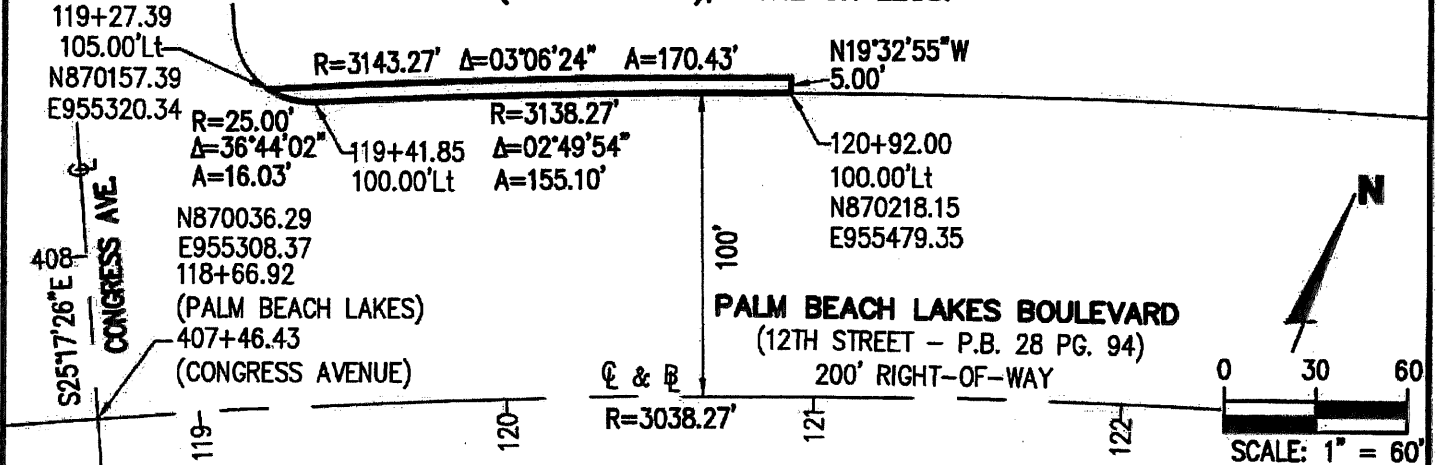 119+27.39
105.00'Lt
N870157.39
E955320.34
R=3143.27' Δ=03°06'24" A=170.43'
N19°32'55"W
5.00'
R=25.00'
Δ=36°44'02"
A=16.03'
119+41.85
100.00'Lt
R=3138.27'
Δ=02°49'54"
A=155.10'
120+92.00
100.00'Lt
N870218.15
E955479.35
N
℄
CONGRESS AVE.
408
S25°17'26"E
N870036.29
E955308.37
118+66.92
(PALM BEACH LAKES)
407+46.43
(CONGRESS AVENUE)
100'
PALM BEACH LAKES BOULEVARD
(12TH STREET - P.B. 28 PG. 94)
200' RIGHT-OF-WAY
℄ & B
R=3038.27'
119
120
121
122
0 30 60
SCALE: 1" = 60'